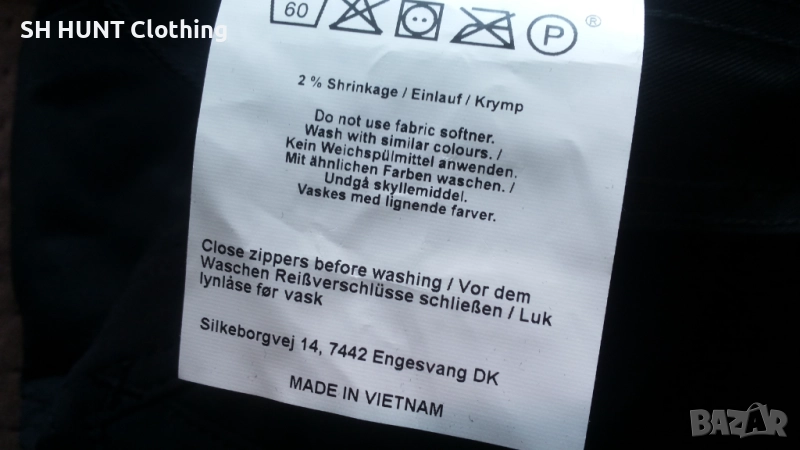 SH HUNT Clothing
60
P
®
2 % Shrinkage / Einlauf / Krymp
Do not use fabric softner.
Wash with similar colours. /
Kein Weichspülmittel anwenden.
Mit ähnlichen Farben waschen. /
Undgå skyllemiddel.
Vaskes med lignende farver.
Close zippers before washing / Vor dem
Waschen Reißverschlüsse schließen / Luk
lynlåse før vask
Silkeborgvej 14, 7442 Engesvang DK
MADE IN VIETNAM
BAZAR